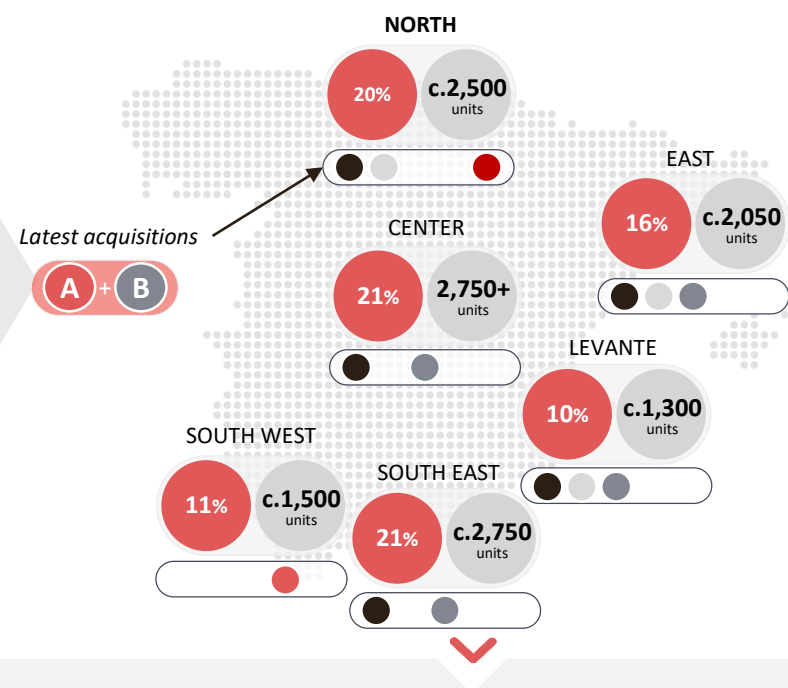 NORTH
20%
c.2,500
units
EAST
16%
c.2,050
units
Latest acquisitions
A + B
CENTER
21%
2,750+
units
LEVANTE
10%
c.1,300
units
SOUTH WEST
11%
c.1,500
units
SOUTH EAST
21%
c.2,750
units